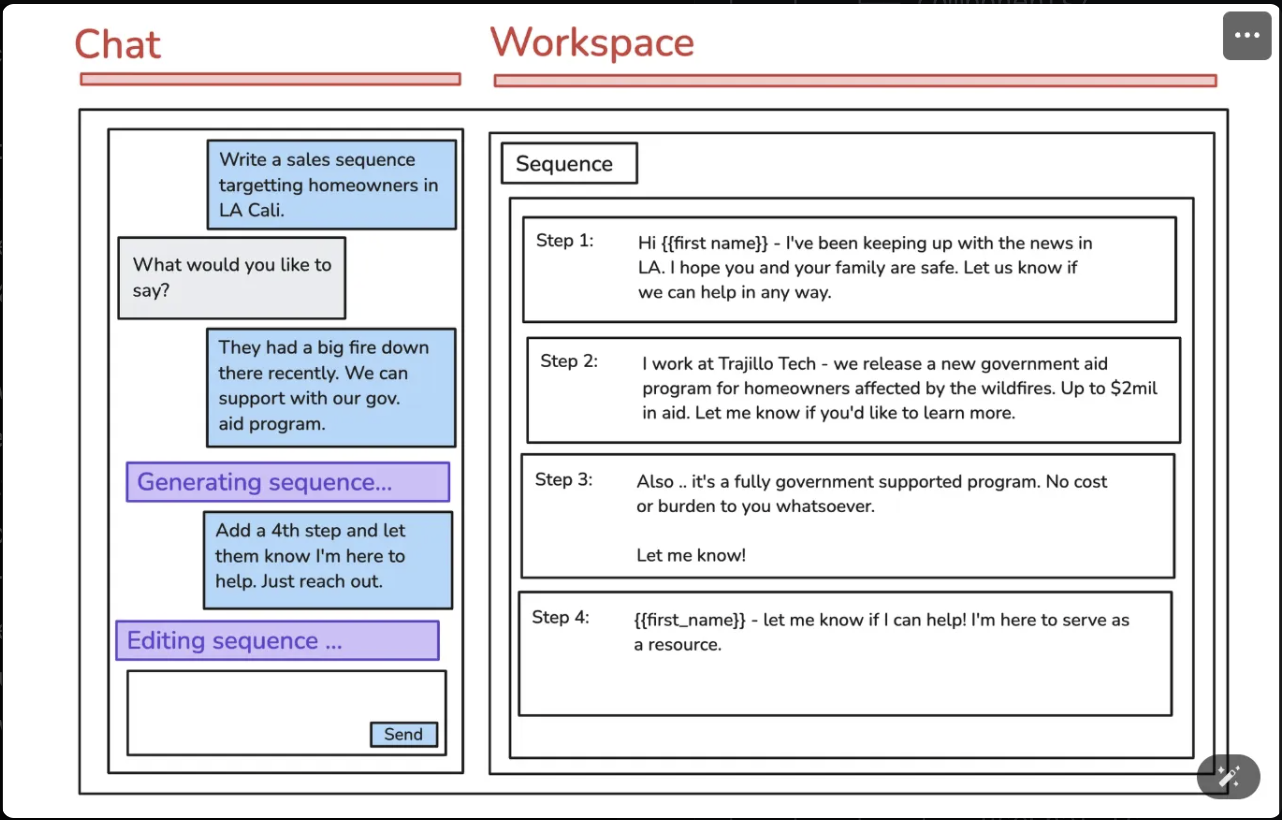 Chat
Workspace
Write a sales sequence
targetting homeowners in
LA Cali.
What would you like to
say?
They had a big fire down
there recently. We can
support with our gov.
aid program.
Generating sequence...
Add a 4th step and let
them know I'm here to
help. Just reach out.
Editing sequence ...
Send
Sequence
Step 1:
Hi {{first name}} - I've been keeping up with the news in
LA. I hope you and your family are safe. Let us know if
we can help in any way.
Step 2:
I work at Trajillo Tech - we release a new government aid
program for homeowners affected by the wildfires. Up to $2mil
in aid. Let me know if you'd like to learn more.
Step 3:
Also .. it's a fully government supported program. No cost
or burden to you whatsoever.
Let me know!
Step 4:
{{first_name}} - let me know if I can help! I'm here to serve as
a resource.